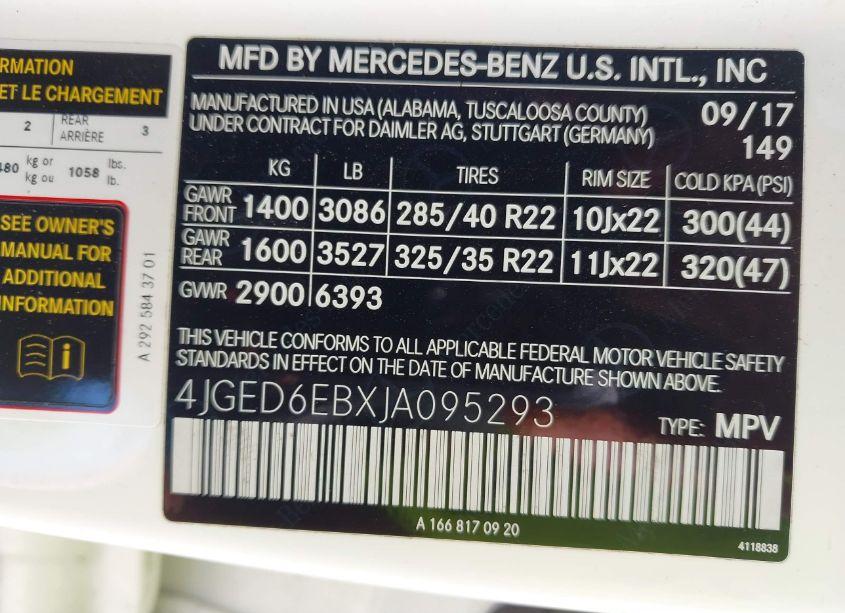 RMATION
ET LE CHARGEMENT
2 REAR ARRIÈRE 3
480 kg or kg ou 1058 lbs. lb.
SEE OWNER'S
MANUAL FOR
ADDITIONAL
INFORMATION
A 292 584 37 01
MFD BY MERCEDES-BENZ U.S. INTL., INC
MANUFACTURED IN USA (ALABAMA, TUSCALOOSA COUNTY) 09/17
UNDER CONTRACT FOR DAIMLER AG, STUTTGART (GERMANY) 149
KG LB TIRES RIM SIZE COLD KPA (PSI)
GAWR FRONT 1400 3086 285/40 R22 10Jx22 300(44)
GAWR REAR 1600 3527 325/35 R22 11Jx22 320(47)
GVWR 2900 6393
THIS VEHICLE CONFORMS TO ALL APPLICABLE FEDERAL MOTOR VEHICLE SAFETY
STANDARDS IN EFFECT ON THE DATE OF MANUFACTURE SHOWN ABOVE.
4JGED6EBXJA095293
TYPE: MPV
A 166 817 09 20
4118838